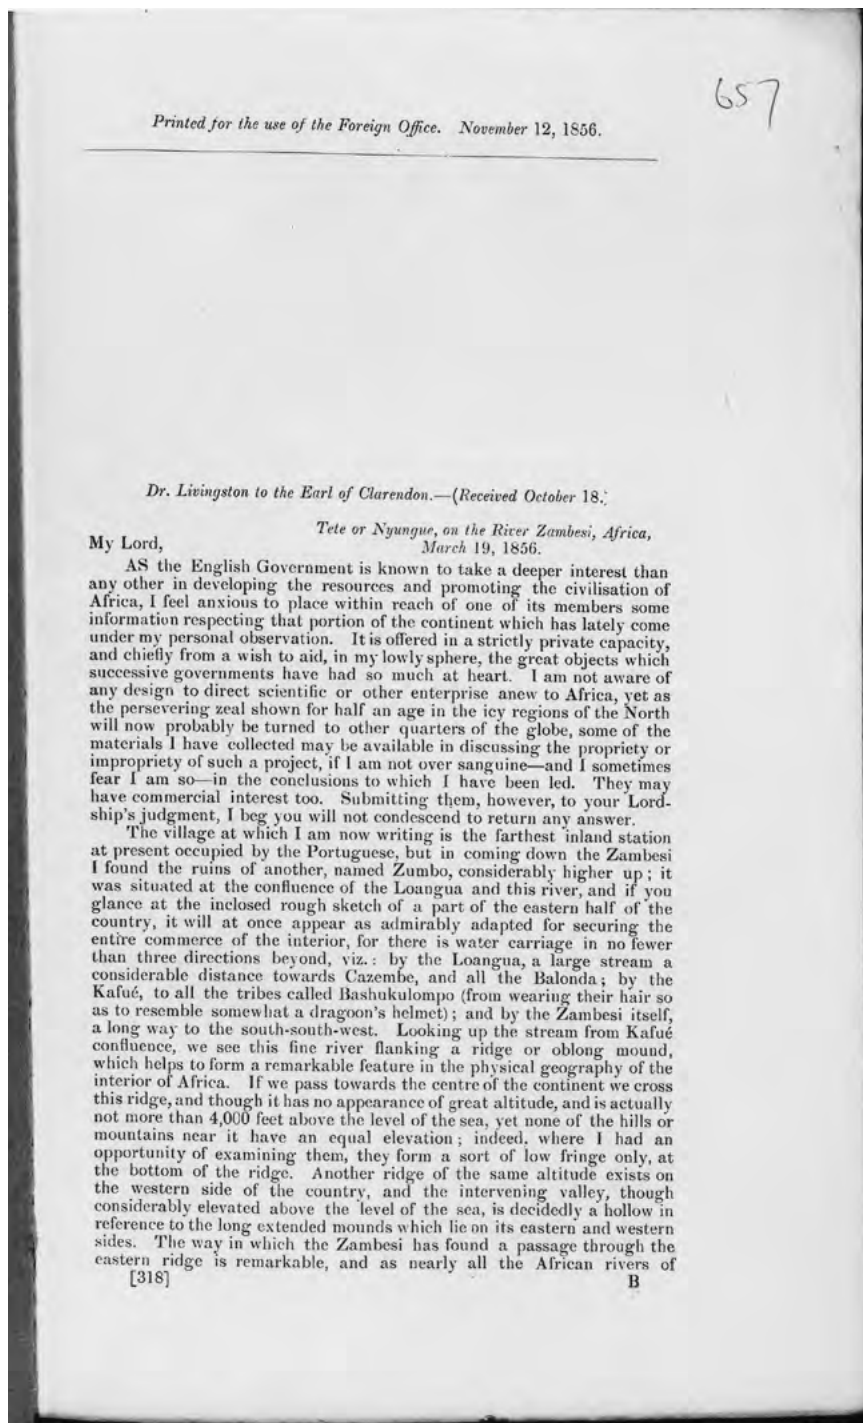 657
Printed for the use of the Foreign Office. November 12, 1856.
Dr. Livingston to the Earl of Clarendon.—(Received October 18.)
Tete or Nyungue, on the River Zambesi, Africa,
My Lord, March 19, 1856.
AS the English Government is known to take a deeper interest than
any other in developing the resources and promoting the civilisation of
Africa, I feel anxious to place within reach of one of its members some
information respecting that portion of the continent which has lately come
under my personal observation. It is offered in a strictly private capacity,
and chiefly from a wish to aid, in my lowly sphere, the great objects which
successive governments have had so much at heart. I am not aware of
any design to direct scientific or other enterprise anew to Africa, yet as
the persevering zeal shown for half an age in the icy regions of the North
will now probably be turned to other quarters of the globe, some of the
materials I have collected may be available in discussing the propriety or
impropriety of such a project, if I am not over sanguine—and I sometimes
fear I am so—in the conclusions to which I have been led. They may
have commercial interest too. Submitting them, however, to your Lord-
ship's judgment, I beg you will not condescend to return any answer.
The village at which I am now writing is the farthest inland station
at present occupied by the Portuguese, but in coming down the Zambesi
I found the ruins of another, named Zumbo, considerably higher up; it
was situated at the confluence of the Loangua and this river, and if you
glance at the inclosed rough sketch of a part of the eastern half of the
country, it will at once appear as admirably adapted for securing the
entire commerce of the interior, for there is water carriage in no fewer
than three directions beyond, viz.: by the Loangua, a large stream a
considerable distance towards Cazembe, and all the Balonda; by the
Kafué, to all the tribes called Bashukulompo (from wearing their hair so
as to resemble somewhat a dragoon's helmet); and by the Zambesi itself,
a long way to the south-south-west. Looking up the stream from Kafué
confluence, we see this fine river flanking a ridge or oblong mound,
which helps to form a remarkable feature in the physical geography of the
interior of Africa. If we pass towards the centre of the continent we cross
this ridge, and though it has no appearance of great altitude, and is actually
not more than 4,000 feet above the level of the sea, yet none of the hills or
mountains near it have an equal elevation; indeed, where I had an
opportunity of examining them, they form a sort of low fringe only, at
the bottom of the ridge. Another ridge of the same altitude exists on
the western side of the country, and the intervening valley, though
considerably elevated above the level of the sea, is decidedly a hollow in
reference to the long extended mounds which lie on its eastern and western
sides. The way in which the Zambesi has found a passage through the
eastern ridge is remarkable, and as nearly all the African rivers of
[318] B